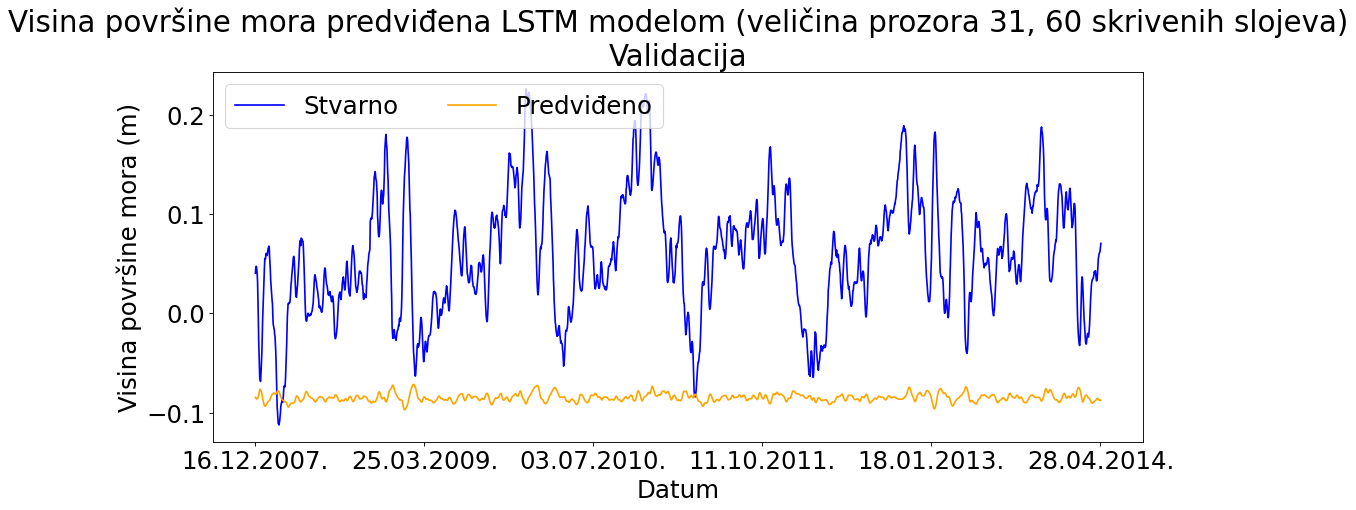 Visina površine mora predviđena LSTM modelom (veličina prozora 31, 60 skrivenih slojeva)
Validacija
Stvarno
Predviđeno
Visina površine mora (m)
0.2
0.1
0.0
−0.1
16.12.2007.
25.03.2009.
03.07.2010.
11.10.2011.
18.01.2013.
28.04.2014.
Datum